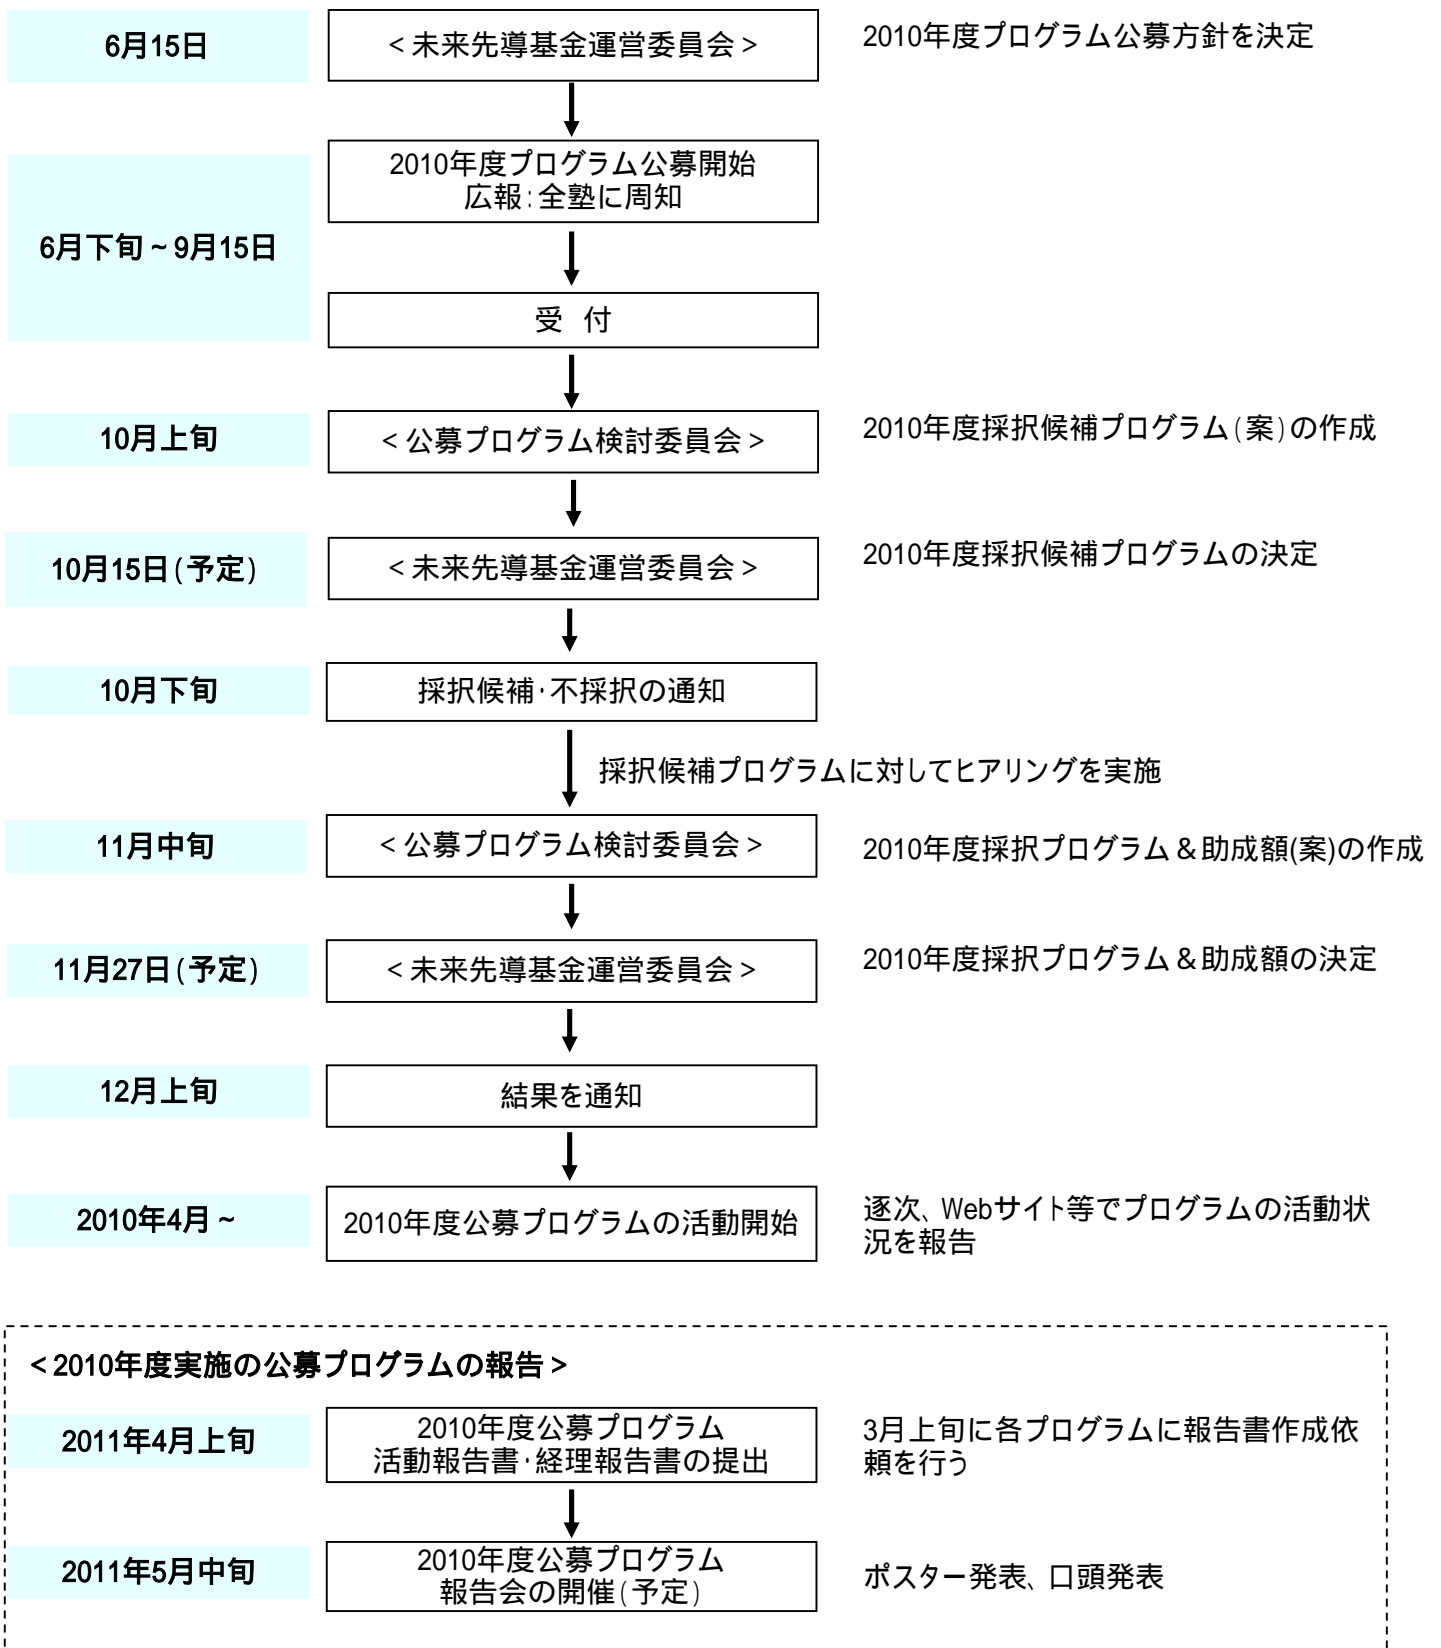 6月15日
＜未来先導基金運営委員会＞
2010年度プログラム公募方針を決定
6月下旬～9月15日
2010年度プログラム公募開始
広報：全塾に周知
受　付
10月上旬
＜公募プログラム検討委員会＞
2010年度採択候補プログラム（案）の作成
10月15日（予定）
＜未来先導基金運営委員会＞
2010年度採択候補プログラムの決定
10月下旬
採択候補・不採択の通知
採択候補プログラムに対してヒアリングを実施
11月中旬
＜公募プログラム検討委員会＞
2010年度採択プログラム＆助成額(案)の作成
11月27日（予定）
＜未来先導基金運営委員会＞
2010年度採択プログラム＆助成額の決定
12月上旬
結果を通知
2010年4月～
2010年度公募プログラムの活動開始
逐次、Webサイト等でプログラムの活動状
況を報告
＜2010年度実施の公募プログラムの報告＞
2011年4月上旬
2010年度公募プログラム
活動報告書・経理報告書の提出
3月上旬に各プログラムに報告書作成依
頼を行う
2011年5月中旬
2010年度公募プログラム
報告会の開催（予定）
ポスター発表、口頭発表